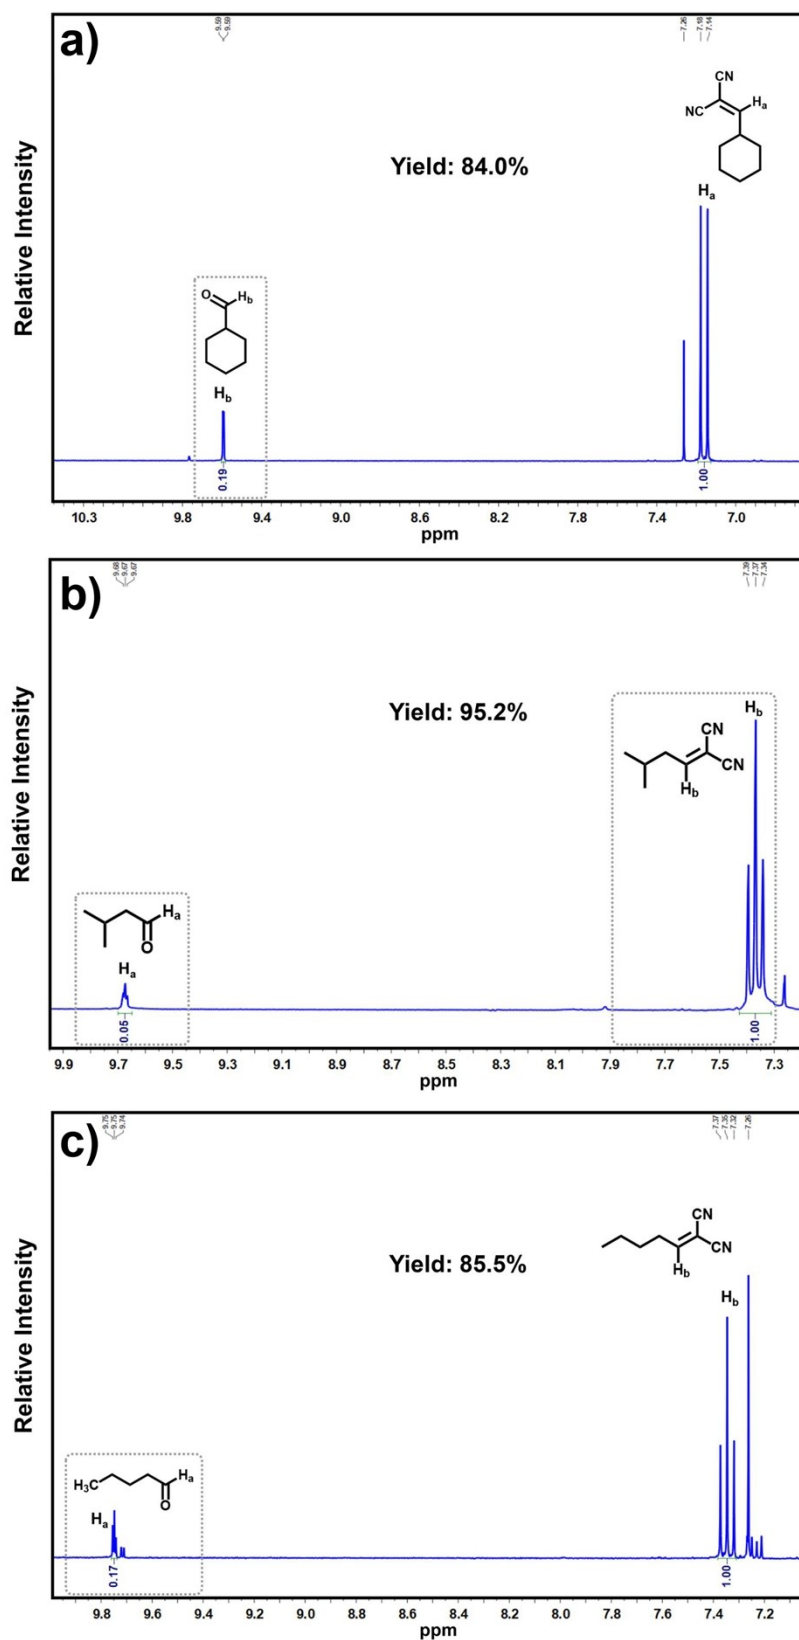 a)
9.59
9.59
7.26
7.18
7.14
CN
NC
Ha
Yield: 84.0%
Ha
O
Hb
Hb
Relative Intensity
0.19
1.00
10.3
9.8
9.4
9.0
8.6
8.2
7.8
7.4
7.0
ppm
b)
9.68
9.67
9.67
7.39
7.37
7.34
Yield: 95.2%
Hb
CN
CN
Hb
Ha
O
Ha
Relative Intensity
0.05
1.00
9.9
9.7
9.5
9.3
9.1
8.9
8.7
8.5
8.3
8.1
7.9
7.7
7.5
7.3
ppm
c)
9.75
9.75
9.74
7.37
7.35
7.32
7.26
CN
CN
Hb
Yield: 85.5%
Hb
H3C
Ha
O
Ha
Relative Intensity
0.17
1.00
9.8
9.6
9.4
9.2
9.0
8.8
8.6
8.4
8.2
8.0
7.8
7.6
7.4
7.2
ppm